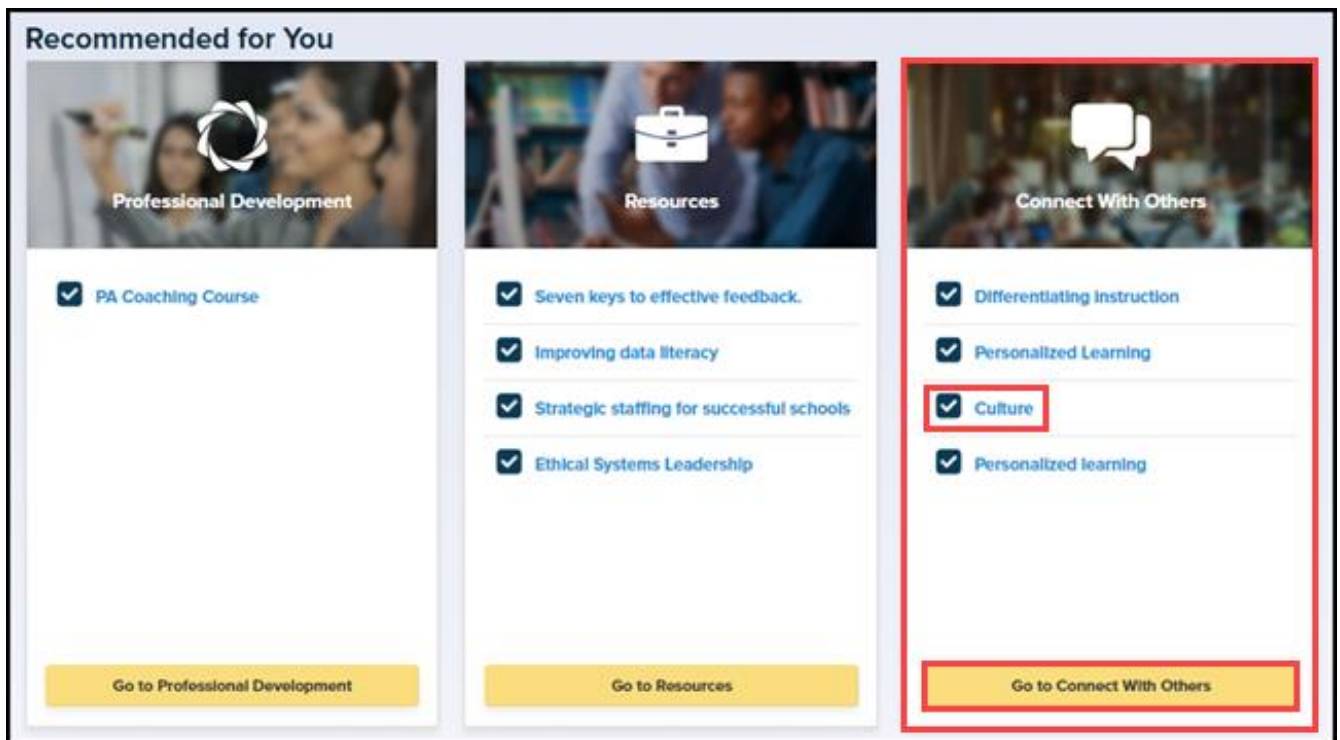 Recommended for You
Professional Development
PA Coaching Course
Go to Professional Development
Resources
Seven keys to effective feedback.
Improving data literacy
Strategic staffing for successful schools
Ethical Systems Leadership
Go to Resources
Connect With Others
Differentiating instruction
Personalized Learning
Culture
Personalized learning
Go to Connect With Others